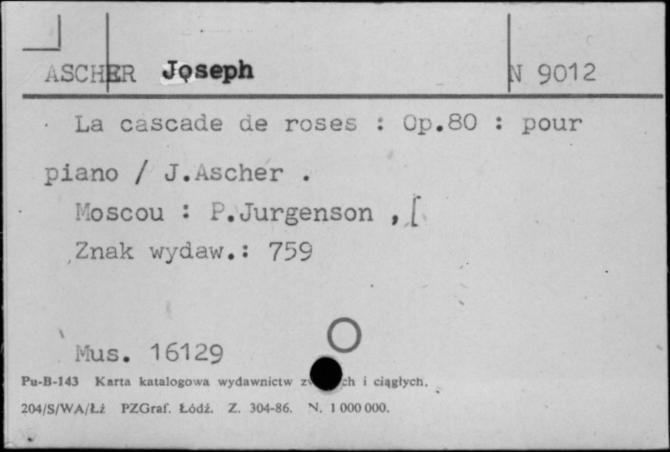 ASCHER Joseph N 9012
La cascade de roses : Op.80 : pour
piano / J.Ascher .
Moscou : P.Jurgenson , [
Znak wydaw.: 759
Mus. 16129
Pu-B-143 Karta katalogowa wydawnictw i ciągłych.
204/S/WA/Łż PZGraf. Łódź. Z. 304-86. N. 1 000 000.